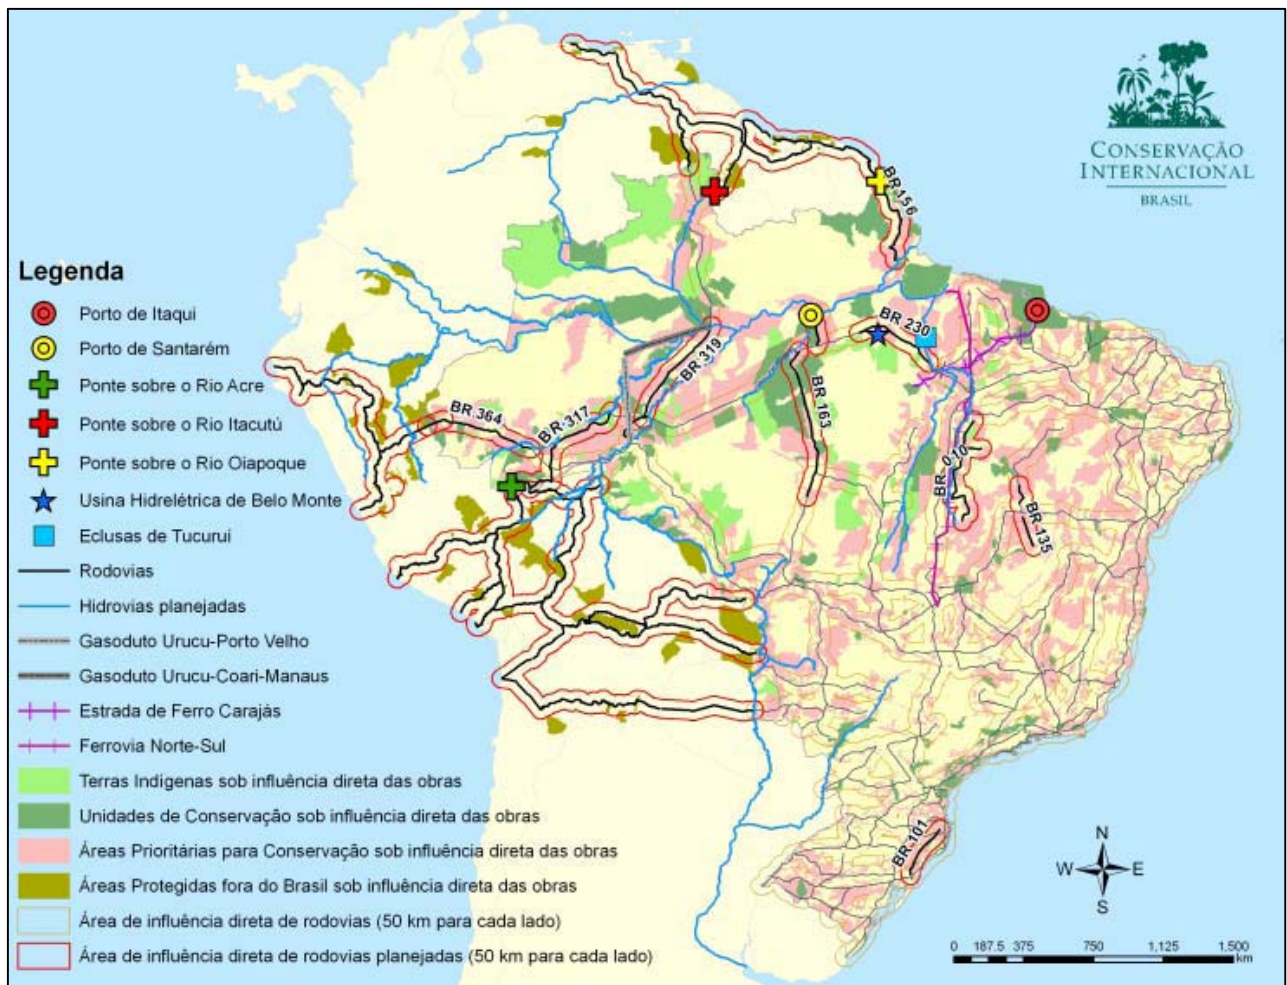 CONSERVAÇÃO
INTERNACIONAL
BRASIL
BR 156
BR 230
BR 319
BR 364
BR 317
BR 163
BR 010
BR 135
BR 101
Legenda
Porto de Itaqui
Porto de Santarém
Ponte sobre o Rio Acre
Ponte sobre o Rio Itacutú
Ponte sobre o Rio Oiapoque
Usina Hidrelétrica de Belo Monte
Eclusas de Tucuruí
Rodovias
Hidrovias planejadas
Gasoduto Urucu-Porto Velho
Gasoduto Urucu-Coari-Manaus
Estrada de Ferro Carajás
Ferrovia Norte-Sul
Terras Indígenas sob influência direta das obras
Unidades de Conservação sob influência direta das obras
Áreas Prioritárias para Conservação sob influência direta das obras
Áreas Protegidas fora do Brasil sob influência direta das obras
Área de influência direta de rodovias (50 km para cada lado)
Área de influência direta de rodovias planejadas (50 km para cada lado)
N
W E
S
0 187.5 375 750 1,125 1,500
km